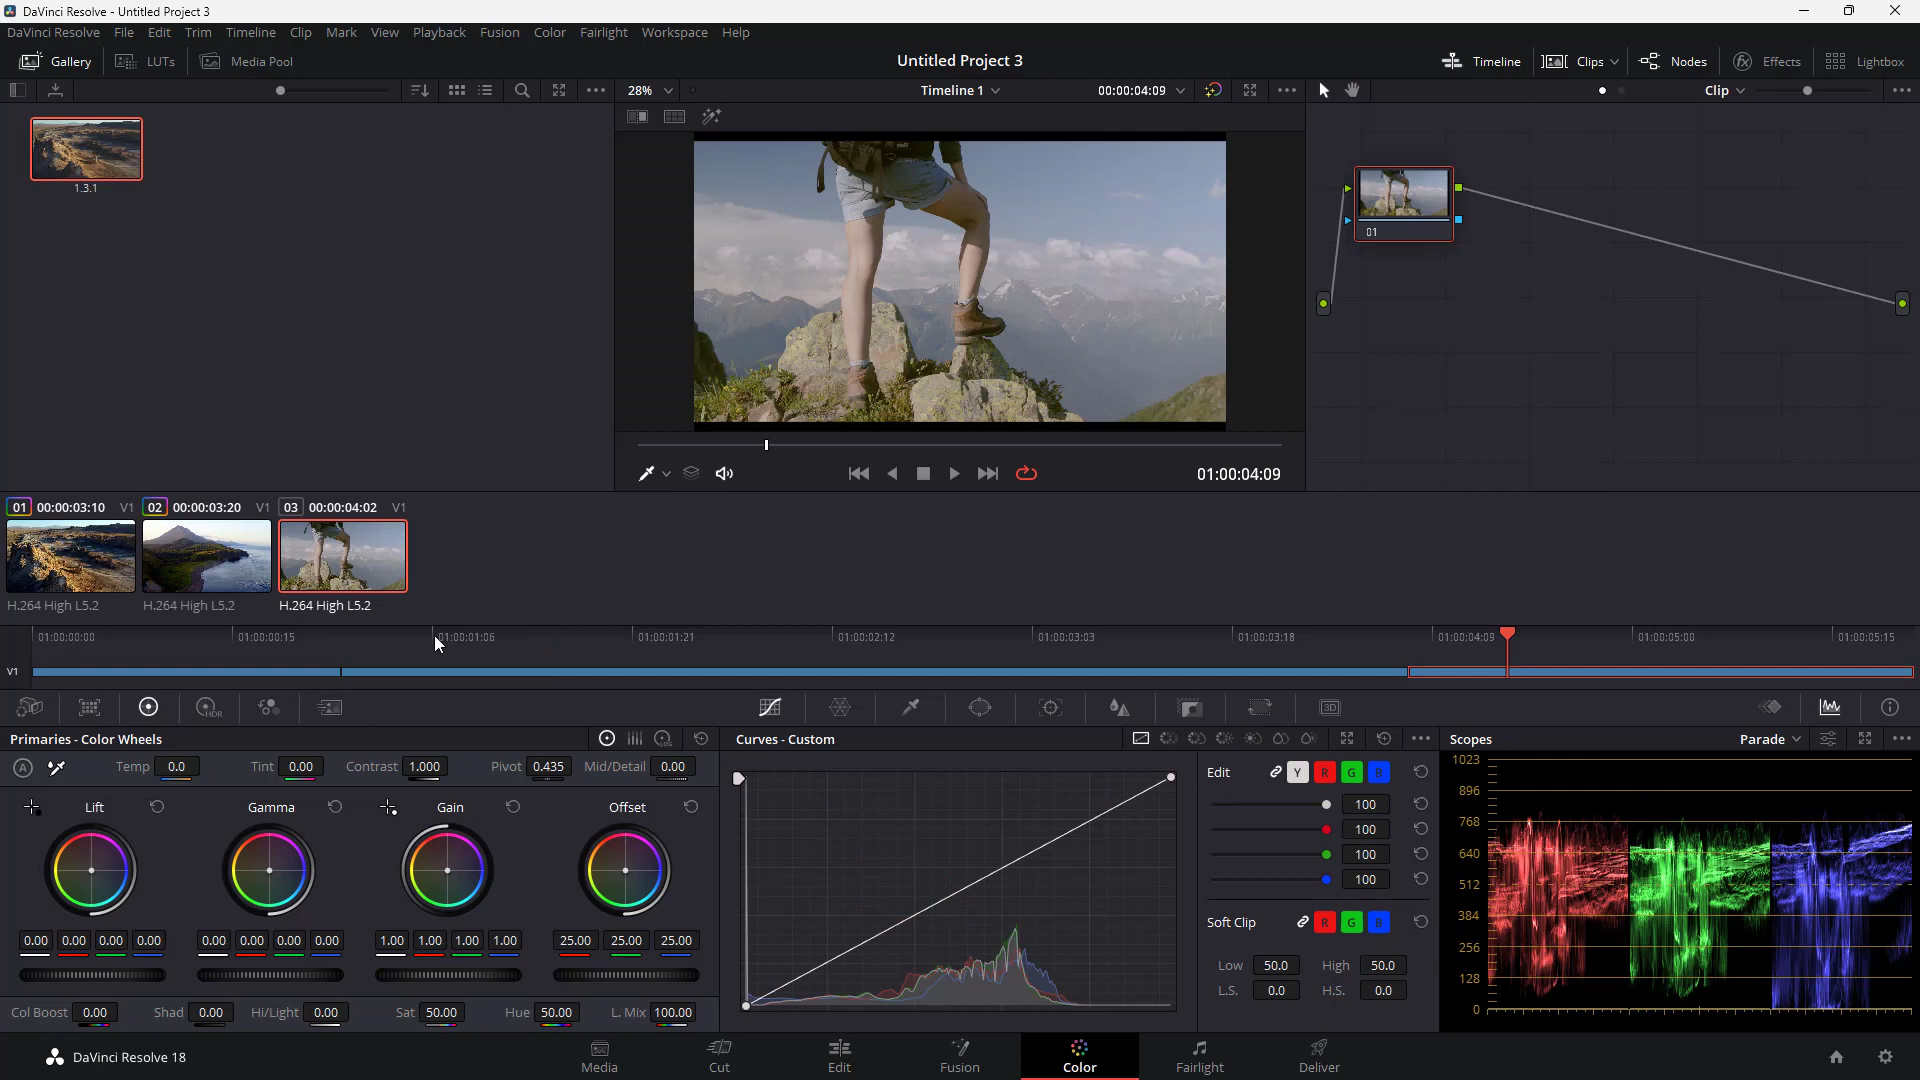 DaVinci Resolve - Untitled Project 3
DaVinci Resolve File Edit Trim Timeline Clip Mark View Playback Fusion Color Fairlight Workspace Help
Gallery LUTs Media Pool Untitled Project 3 Timeline Clips Nodes Effects Lightbox
28% Timeline 1 00:00:04:09 Clip
1.3.1
01
01:00:04:09
01 00:00:03:10 V1 02 00:00:03:20 V1 03 00:00:04:02 V1
H.264 High L5.2 H.264 High L5.2 H.264 High L5.2
01:00:00:00 01:00:00:15 01:00:01:06 01:00:01:21 01:00:02:12 01:00:03:03 01:00:03:18 01:00:04:09 01:00:05:00 01:00:05:15
V1
HDR 3D
Primaries - Color Wheels LOG Curves - Custom Scopes Parade
A Temp 0.0 Tint 0.00 Contrast 1.000 Pivot 0.435 Mid/Detail 0.00
Lift Gamma Gain Offset
0.00 0.00 0.00 0.00 0.00 0.00 0.00 0.00 1.00 1.00 1.00 1.00 25.00 25.00 25.00
Col Boost 0.00 Shad 0.00 Hi/Light 0.00 Sat 50.00 Hue 50.00 L. Mix 100.00
Edit Y R G B
100
100
100
100
Soft Clip R G B
Low 50.0 High 50.0
L.S. 0.0 H.S. 0.0
1023
896
768
640
512
384
256
128
0
DaVinci Resolve 18
Media Cut Edit Fusion Color Fairlight Deliver